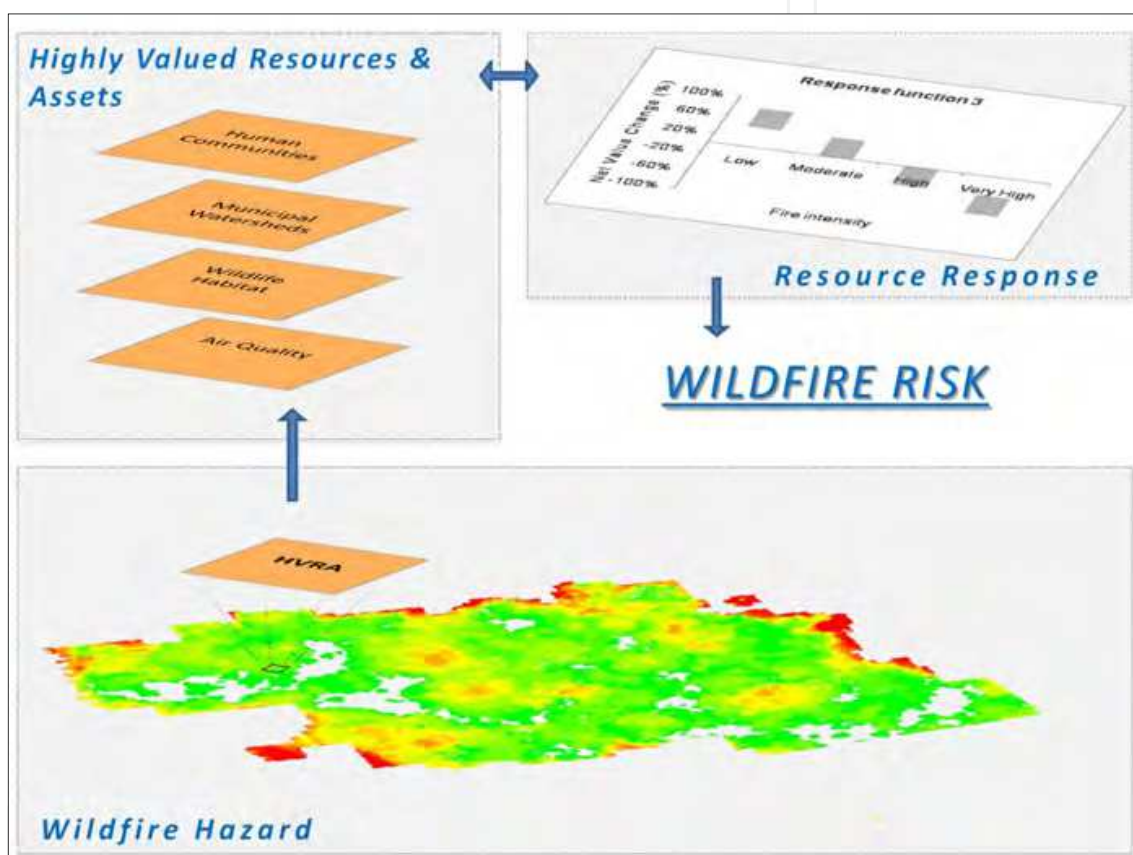 Highly Valued Resources &
Assets
Human
Communities
Municipal
Watersheds
Wildlife
Habitat
Air Quality
Response function 3
Net Value Change (%)
100%
60%
20%
-20%
-60%
-100%
Low
Moderate
High
Very High
Fire intensity
Resource Response
WILDFIRE RISK
HVRA
Wildfire Hazard